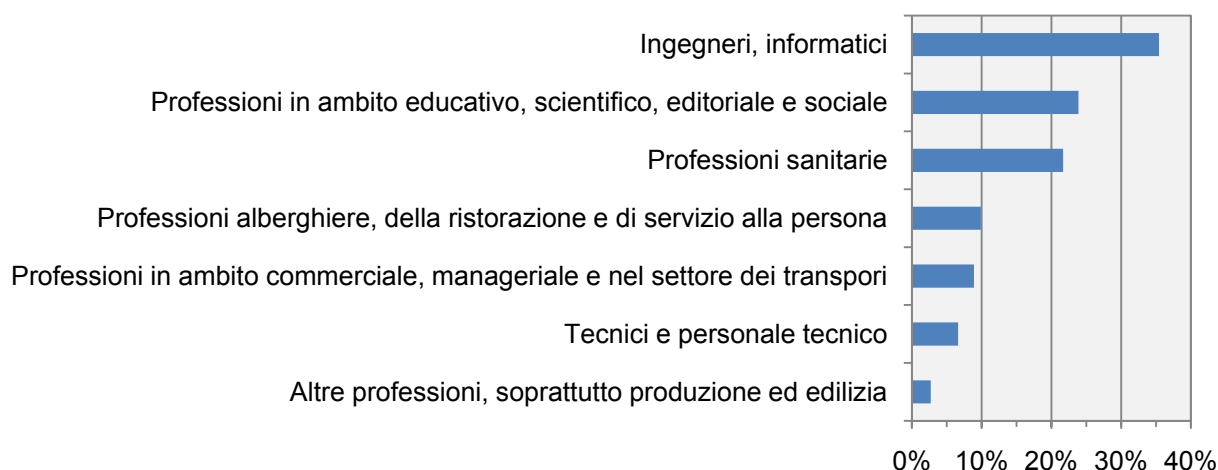 Ingegneri, informatici
Professioni in ambito educativo, scientifico, editoriale e sociale
Professioni sanitarie
Professioni alberghiere, della ristorazione e di servizio alla persona
Professioni in ambito commerciale, manageriale e nel settore dei transpori
Tecnici e personale tecnico
Altre professioni, soprattutto produzione ed edilizia
0% 10% 20% 30% 40%